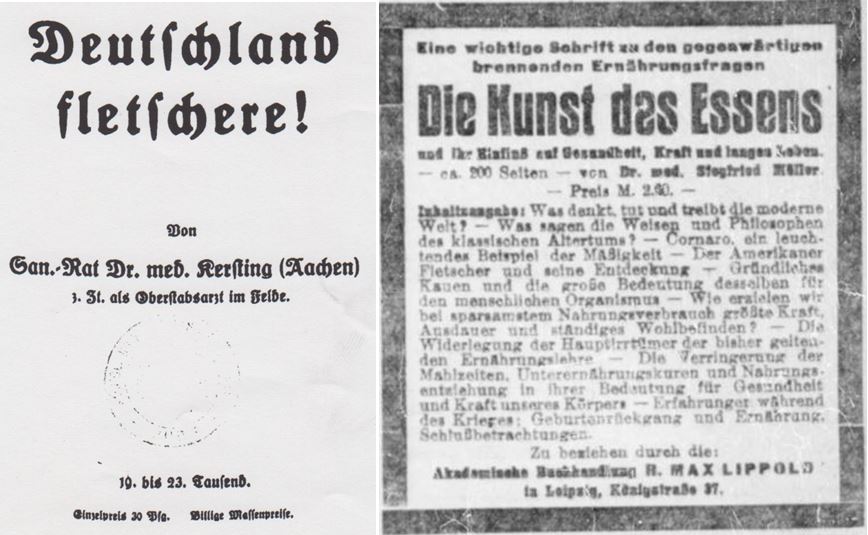 Deutschland
fletschere!
Von
San.-Rat Dr. med. Kersting (Aachen)
z. Zt. als Oberstabsarzt im Felde.
19. bis 23. Tausend.
Einzelpreis 30 Pfg. Billige Massenpreise.
Eine wichtige Schrift zu den gegenwärtigen
brennenden Ernährungsfragen
Die Kunst des Essens
und ihr Einfluß auf Gesundheit, Kraft und langes Leben.
— ca. 200 Seiten — von Dr. med. Siegfried Möller.
— Preis M. 2.60. —
Inhaltsangabe: Was denkt, tut und treibt die moderne
Welt? — Was sagen die Weisen und Philosophen
des klassischen Altertums? — Cornaro, ein leuch-
tendes Beispiel der Mäßigkeit — Der Amerikaner
Fletscher und seine Entdeckung — Gründliches
Kauen und die große Bedeutung desselben für
den menschlichen Organismus — Wie erzielen wir
bei sparsamstem Nahrungsverbrauch größte Kraft,
Ausdauer und ständiges Wohlbefinden? — Die
Widerlegung der Hauptirrtümer der bisher gelten-
den Ernährungslehre — Die Verringerung der
Mahlzeiten, Unterernährungskuren und Nahrungs-
entziehung in ihrer Bedeutung für Gesundheit
und Kraft unseres Körpers — Erfahrungen während
des Krieges; Geburtenrückgang und Ernährung.
Schlußbetrachtungen.
Zu beziehen durch die:
Akademische Buchhandlung R. MAX LIPPOLD
in Leipzig, Königstraße 37.